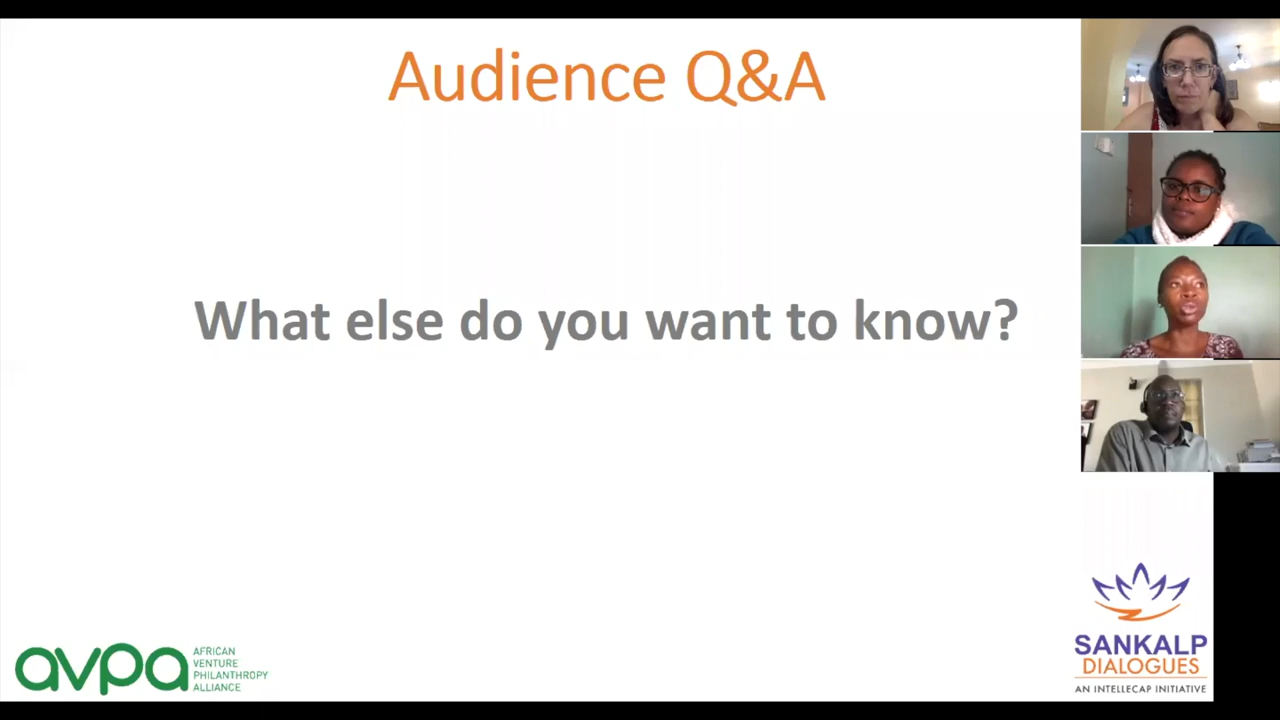 Audience Q&A
What else do you want to know?
avpa
AFRICAN
VENTURE
PHILANTHROPY
ALLIANCE
SANKALP
DIALOGUES
AN INTELLECAP INITIATIVE